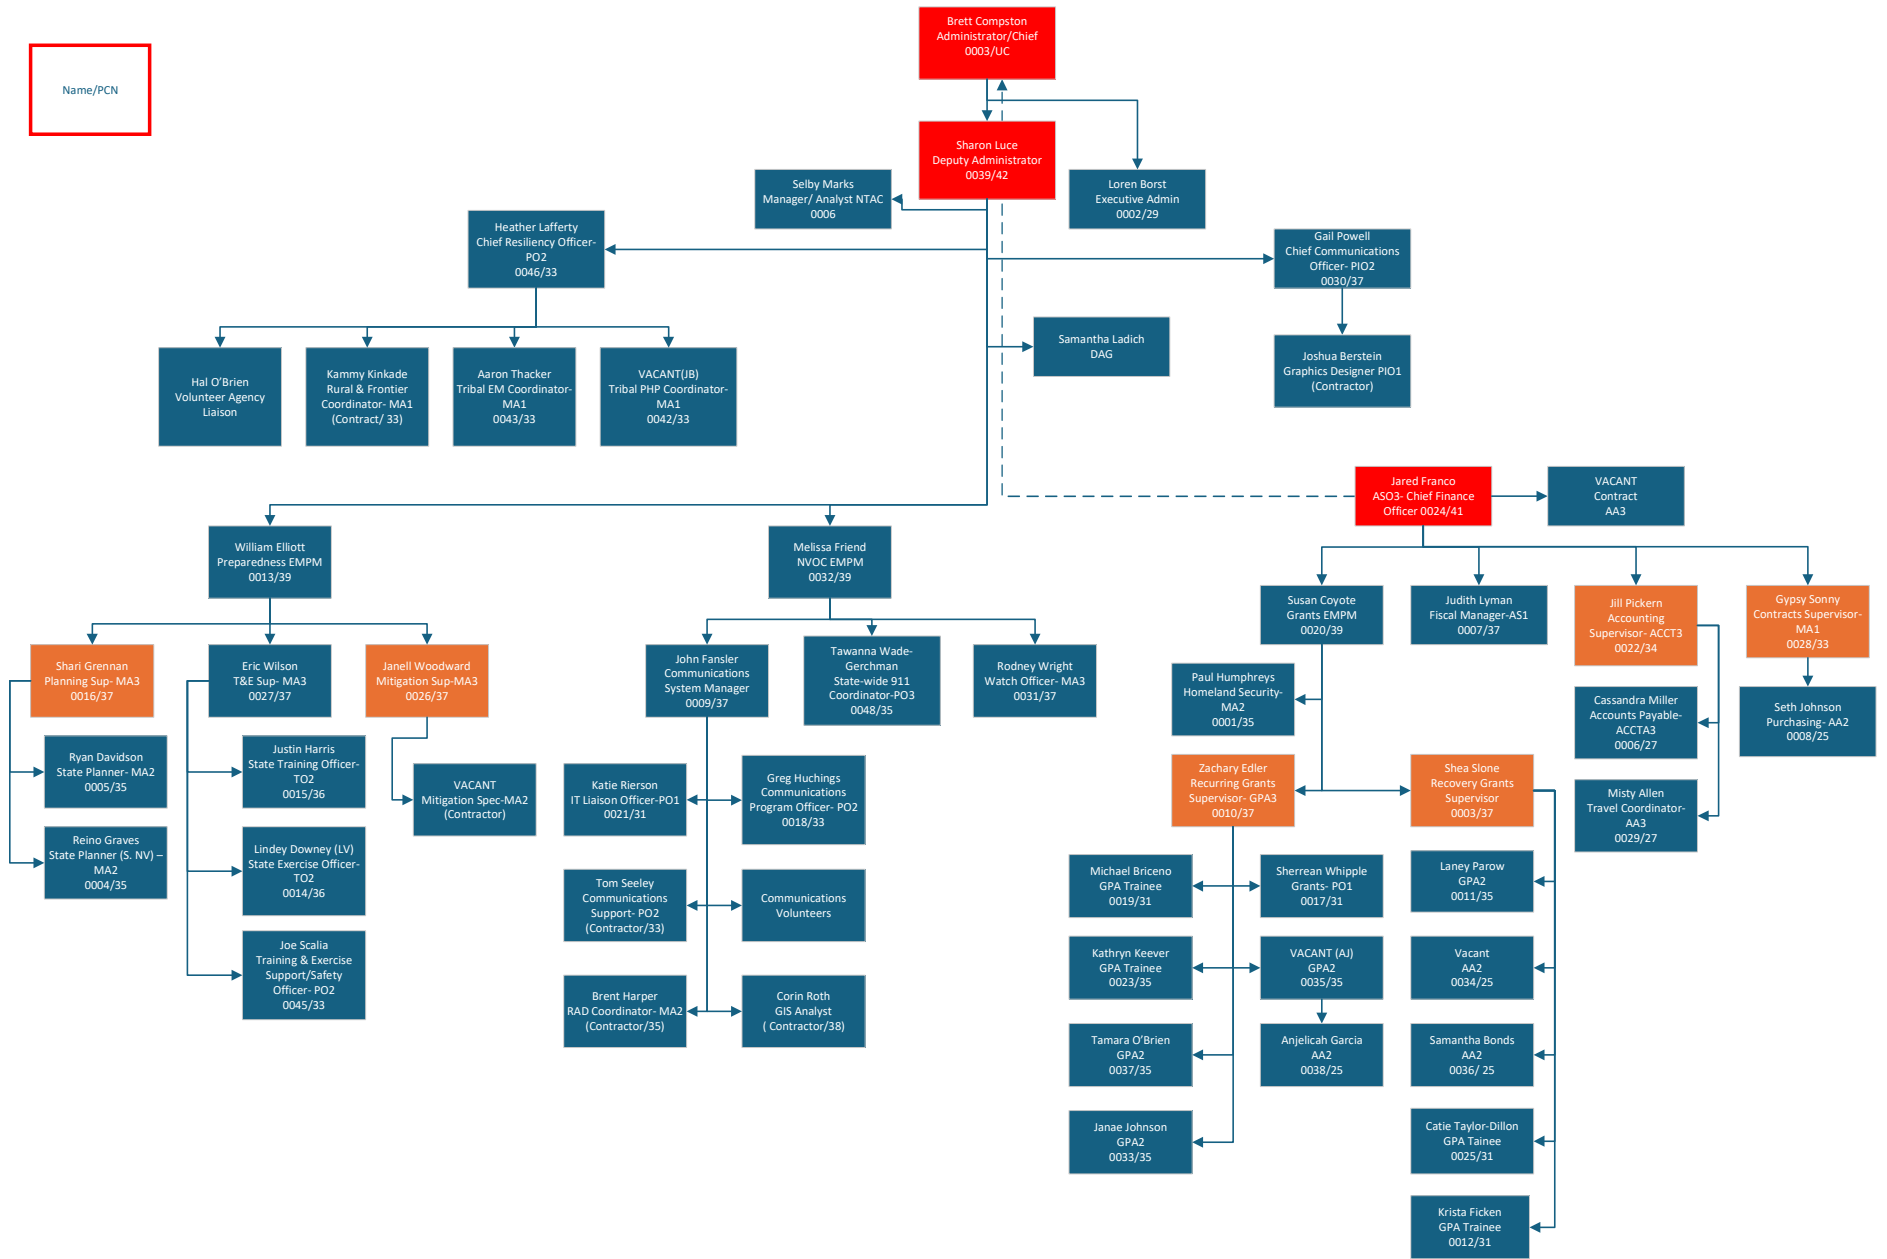 Brett Compston
Administrator/Chief
0003/UC
Name/PCN
Sharon Luce
Deputy Administrator
0039/42
Selby Marks
Manager/ Analyst NTAC
0006
Loren Borst
Executive Admin
0002/29
Heather Lafferty
Chief Resiliency Officer-
PO2
0046/33
Gail Powell
Chief Communications
Officer- PIO2
0030/37
Samantha Ladich
DAG
Joshua Berstein
Graphics Designer PIO1
(Contractor)
Hal O'Brien
Volunteer Agency
Liaison
Kammy Kinkade
Rural & Frontier
Coordinator- MA1
(Contract/ 33)
Aaron Thacker
Tribal EM Coordinator-
MA1
0043/33
VACANT(JB)
Tribal PHP Coordinator-
MA1
0042/33
Jared Franco
ASO3- Chief Finance
Officer 0024/41
VACANT
Contract
AA3
William Elliott
Preparedness EMPM
0013/39
Melissa Friend
NVOC EMPM
0032/39
Susan Coyote
Grants EMPM
0020/39
Judith Lyman
Fiscal Manager-AS1
0007/37
Jill Pickern
Accounting
Supervisor- ACCT3
0022/34
Gypsy Sonny
Contracts Supervisor-
MA1
0028/33
Shari Grennan
Planning Sup- MA3
0016/37
Eric Wilson
T&E Sup- MA3
0027/37
Janell Woodward
Mitigation Sup-MA3
0026/37
John Fansler
Communications
System Manager
0009/37
Tawanna Wade-
Gerchman
State-wide 911
Coordinator-PO3
0048/35
Rodney Wright
Watch Officer- MA3
0031/37
Paul Humphreys
Homeland Security-
MA2
0001/35
Cassandra Miller
Accounts Payable-
ACCTA3
0006/27
Seth Johnson
Purchasing- AA2
0008/25
Ryan Davidson
State Planner- MA2
0005/35
Justin Harris
State Training Officer-
TO2
0015/36
VACANT
Mitigation Spec-MA2
(Contractor)
Katie Rierson
IT Liaison Officer-PO1
0021/31
Greg Huchings
Communications
Program Officer- PO2
0018/33
Zachary Edler
Recurring Grants
Supervisor- GPA3
0010/37
Shea Slone
Recovery Grants
Supervisor
0003/37
Misty Allen
Travel Coordinator-
AA3
0029/27
Reino Graves
State Planner (S. NV) –
MA2
0004/35
Lindey Downey (LV)
State Exercise Officer-
TO2
0014/36
Tom Seeley
Communications
Support- PO2
(Contractor/33)
Communications
Volunteers
Michael Briceno
GPA Trainee
0019/31
Sherrean Whipple
Grants- PO1
0017/31
Laney Parow
GPA2
0011/35
Joe Scalia
Training & Exercise
Support/Safety
Officer- PO2
0045/33
Brent Harper
RAD Coordinator- MA2
(Contractor/35)
Corin Roth
GIS Analyst
( Contractor/38)
Kathryn Keever
GPA Trainee
0023/35
VACANT (AJ)
GPA2
0035/35
Vacant
AA2
0034/25
Tamara O'Brien
GPA2
0037/35
Anjelicah Garcia
AA2
0038/25
Samantha Bonds
AA2
0036/ 25
Janae Johnson
GPA2
0033/35
Catie Taylor-Dillon
GPA Tainee
0025/31
Krista Ficken
GPA Trainee
0012/31